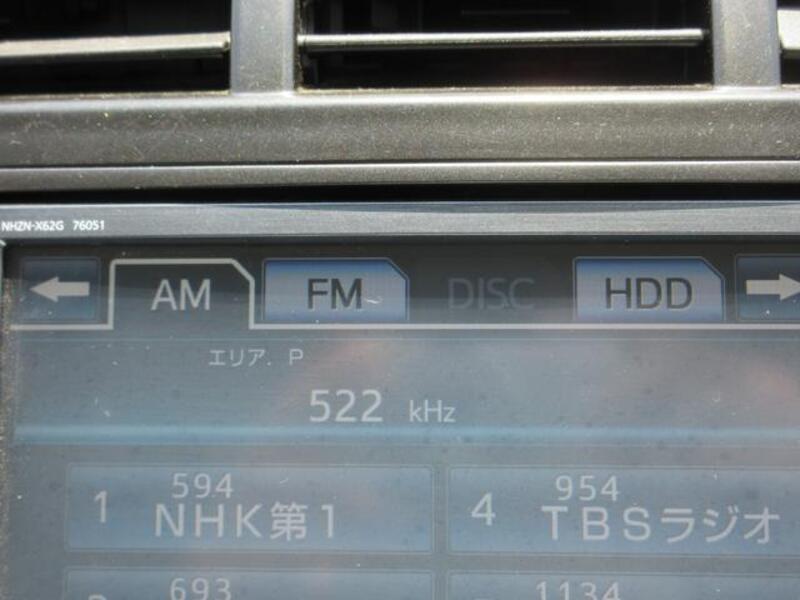 NHZN-X62G 76051
AM FM DISC HDD
エリア. P
522 kHz
594 954
1 NHK第1 4 TBSラジオ
693 1134